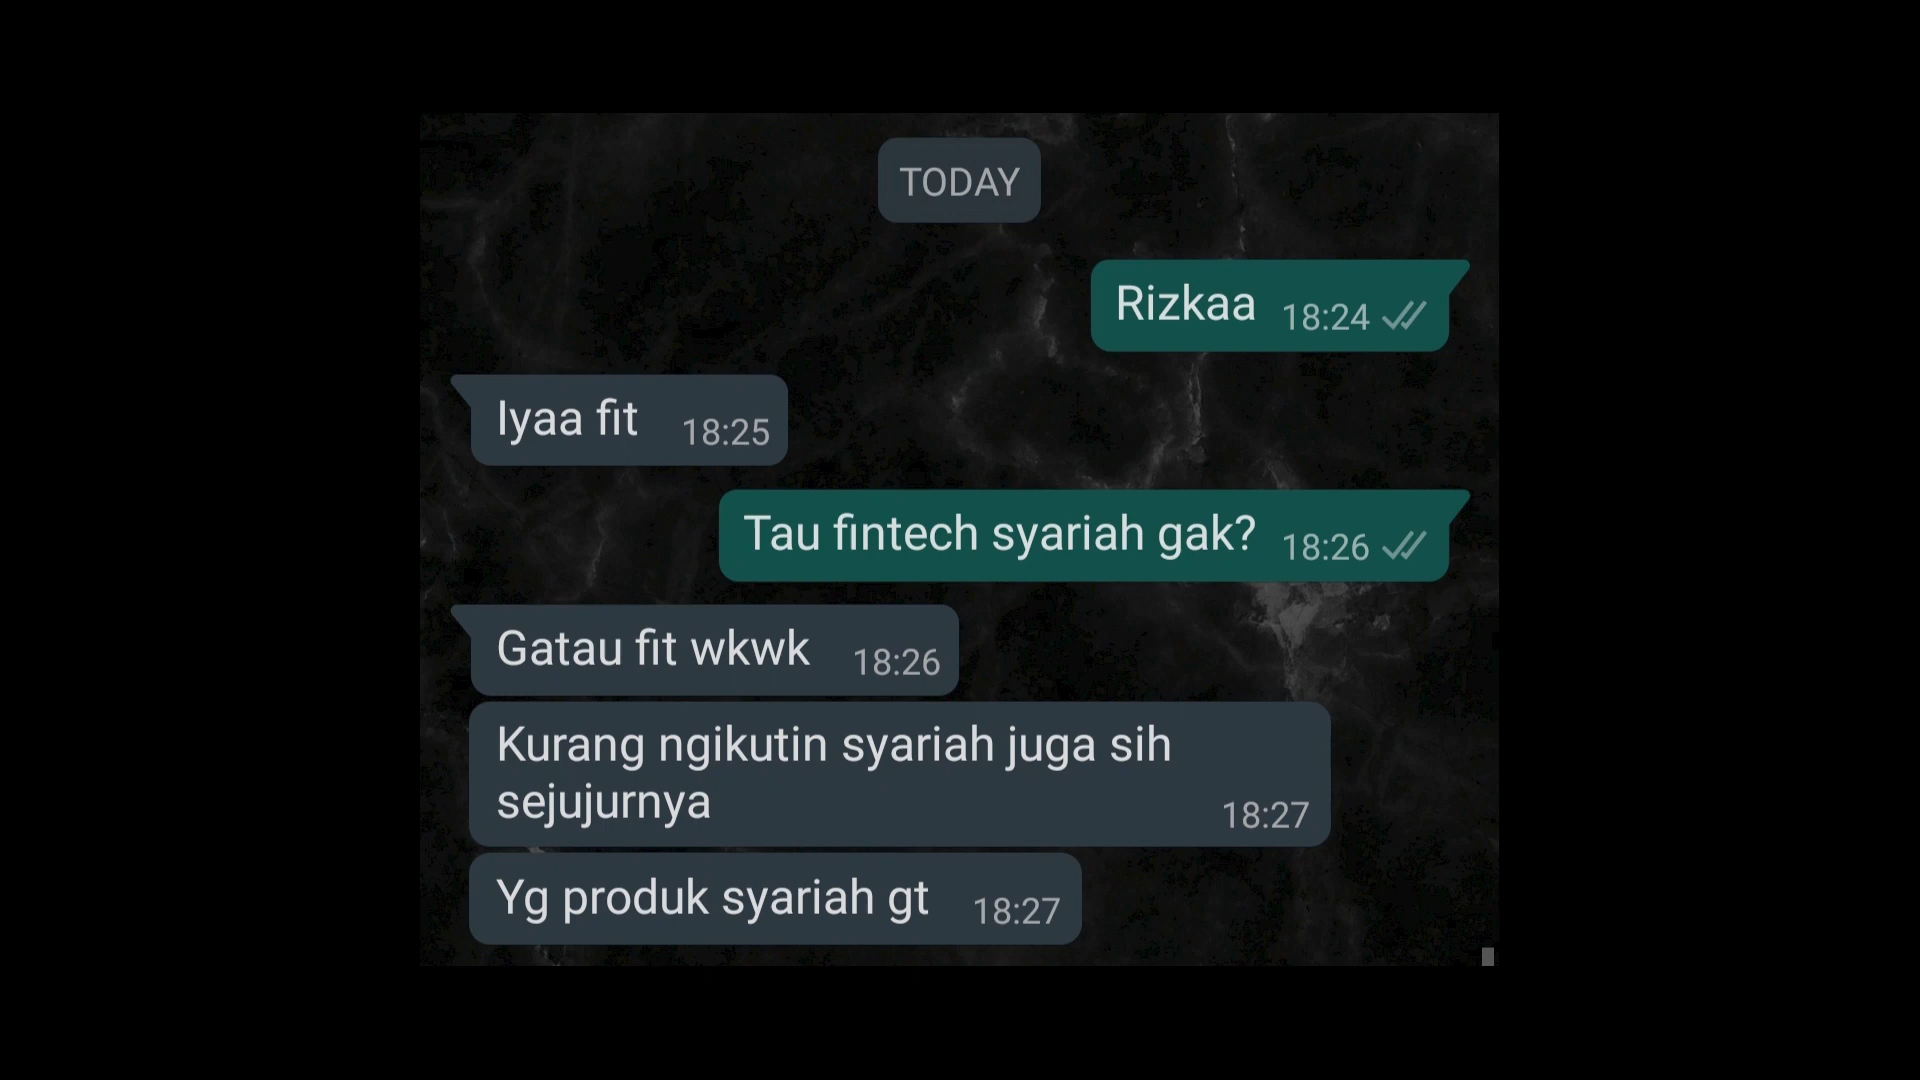 TODAY
Rizkaa 18:24
Iyaa fit 18:25
Tau fintech syariah gak? 18:26
Gatau fit wkwk 18:26
Kurang ngikutin syariah juga sih
sejujurnya 18:27
Yg produk syariah gt 18:27